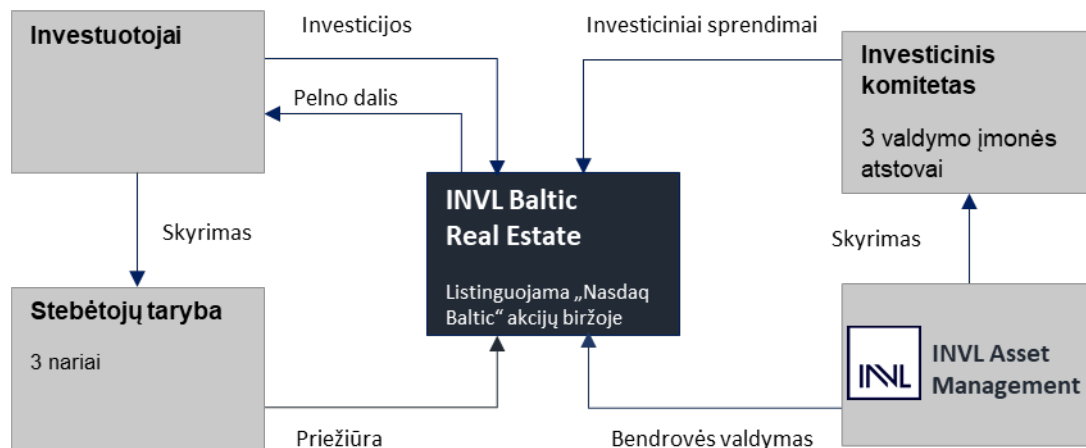 Investuotojai
Investicijos
Investiciniai sprendimai
Investicinis
komitetas
3 valdymo įmonės
atstovai
Pelno dalis
INVL Baltic
Real Estate
Listinguojama „Nasdaq
Baltic“ akcijų biržoje
Skyrimas
Skyrimas
Stebėtojų taryba
3 nariai
INVL
INVL Asset
Management
Priežiūra
Bendrovės valdymas